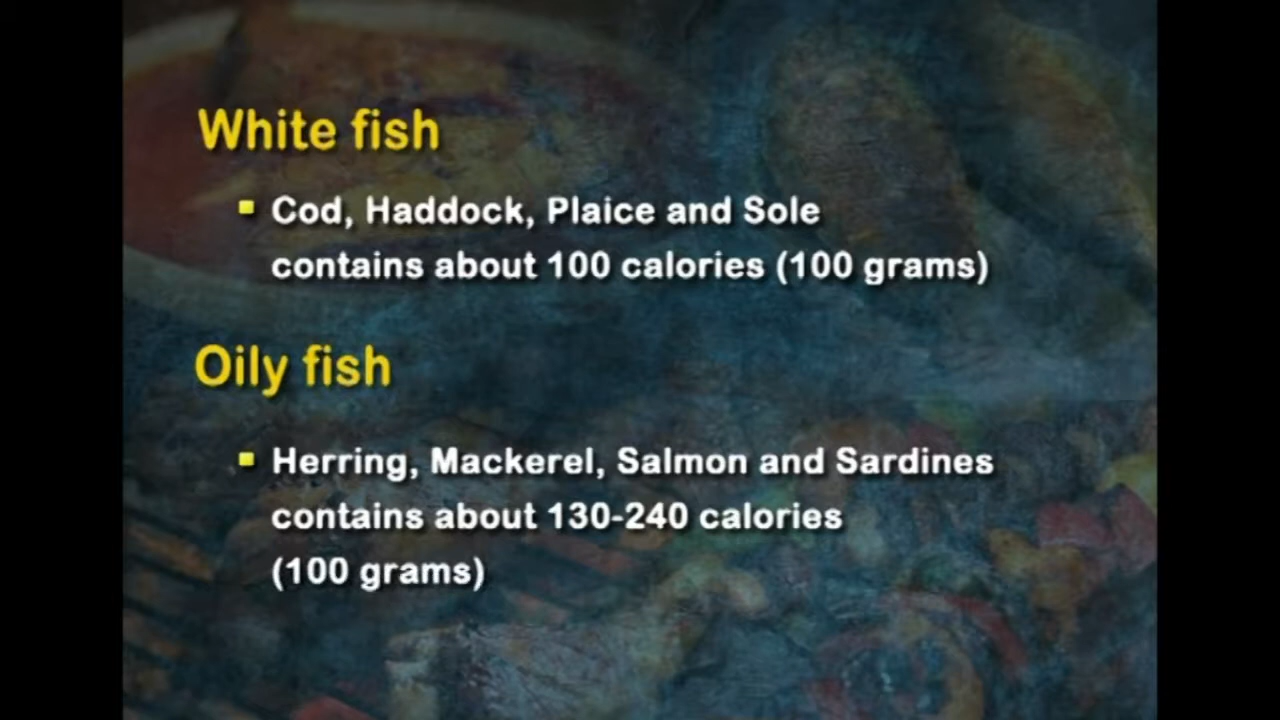 White fish
Cod, Haddock, Plaice and Sole
contains about 100 calories (100 grams)
Oily fish
Herring, Mackerel, Salmon and Sardines
contains about 130-240 calories
(100 grams)